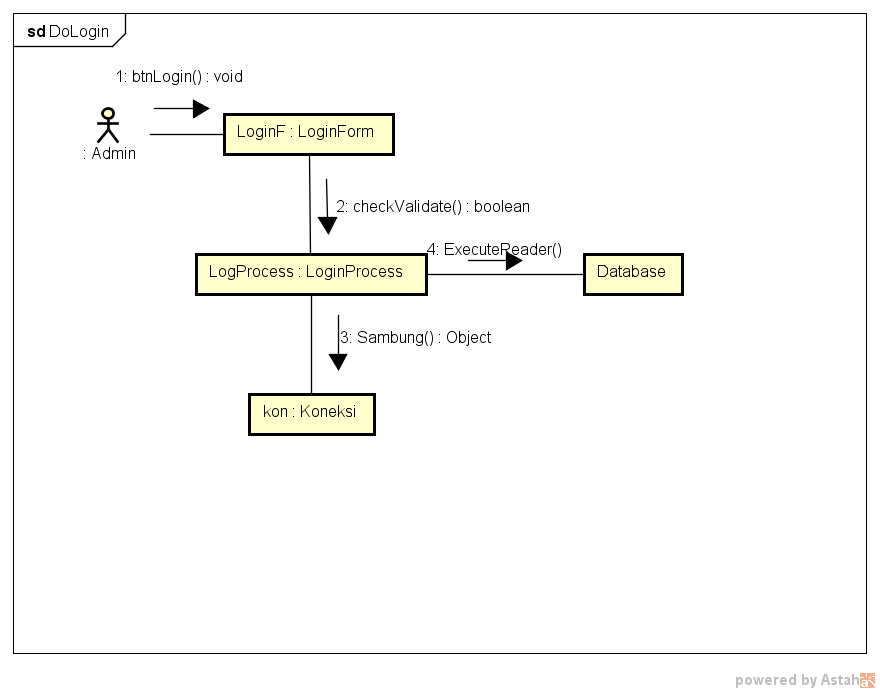 sd DoLogin
1: btnLogin() : void
LoginF : LoginForm
: Admin
2: checkValidate() : boolean
4: ExecuteReader()
LogProcess : LoginProcess
Database
3: Sambung() : Object
kon : Koneksi
powered by Astah